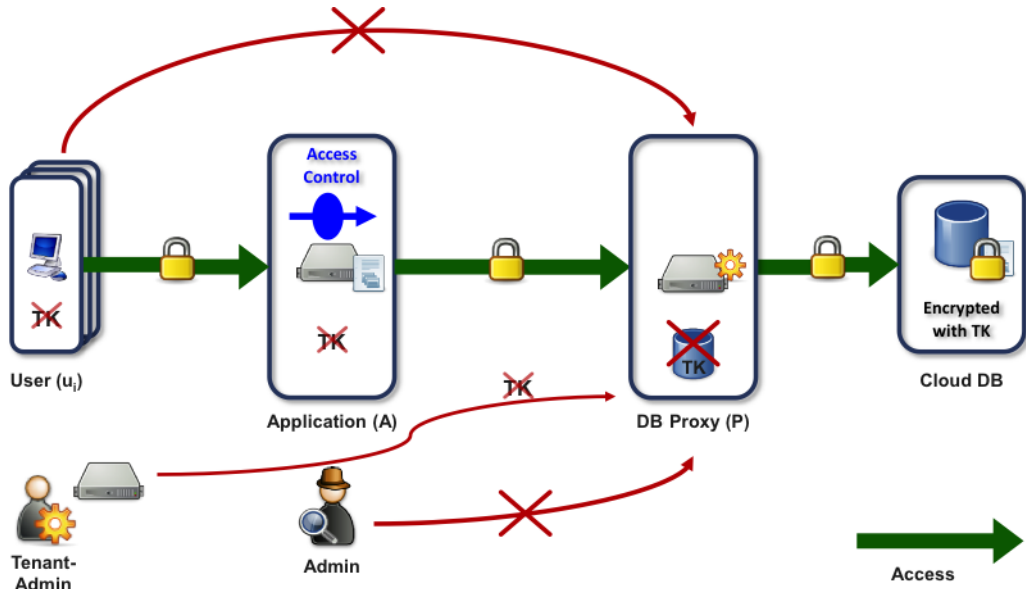 Access
Control
TK
TK
TK
Encrypted
with TK
User (uᵢ)
Application (A)
DB Proxy (P)
Cloud DB
TK
Tenant-
Admin
Admin
Access